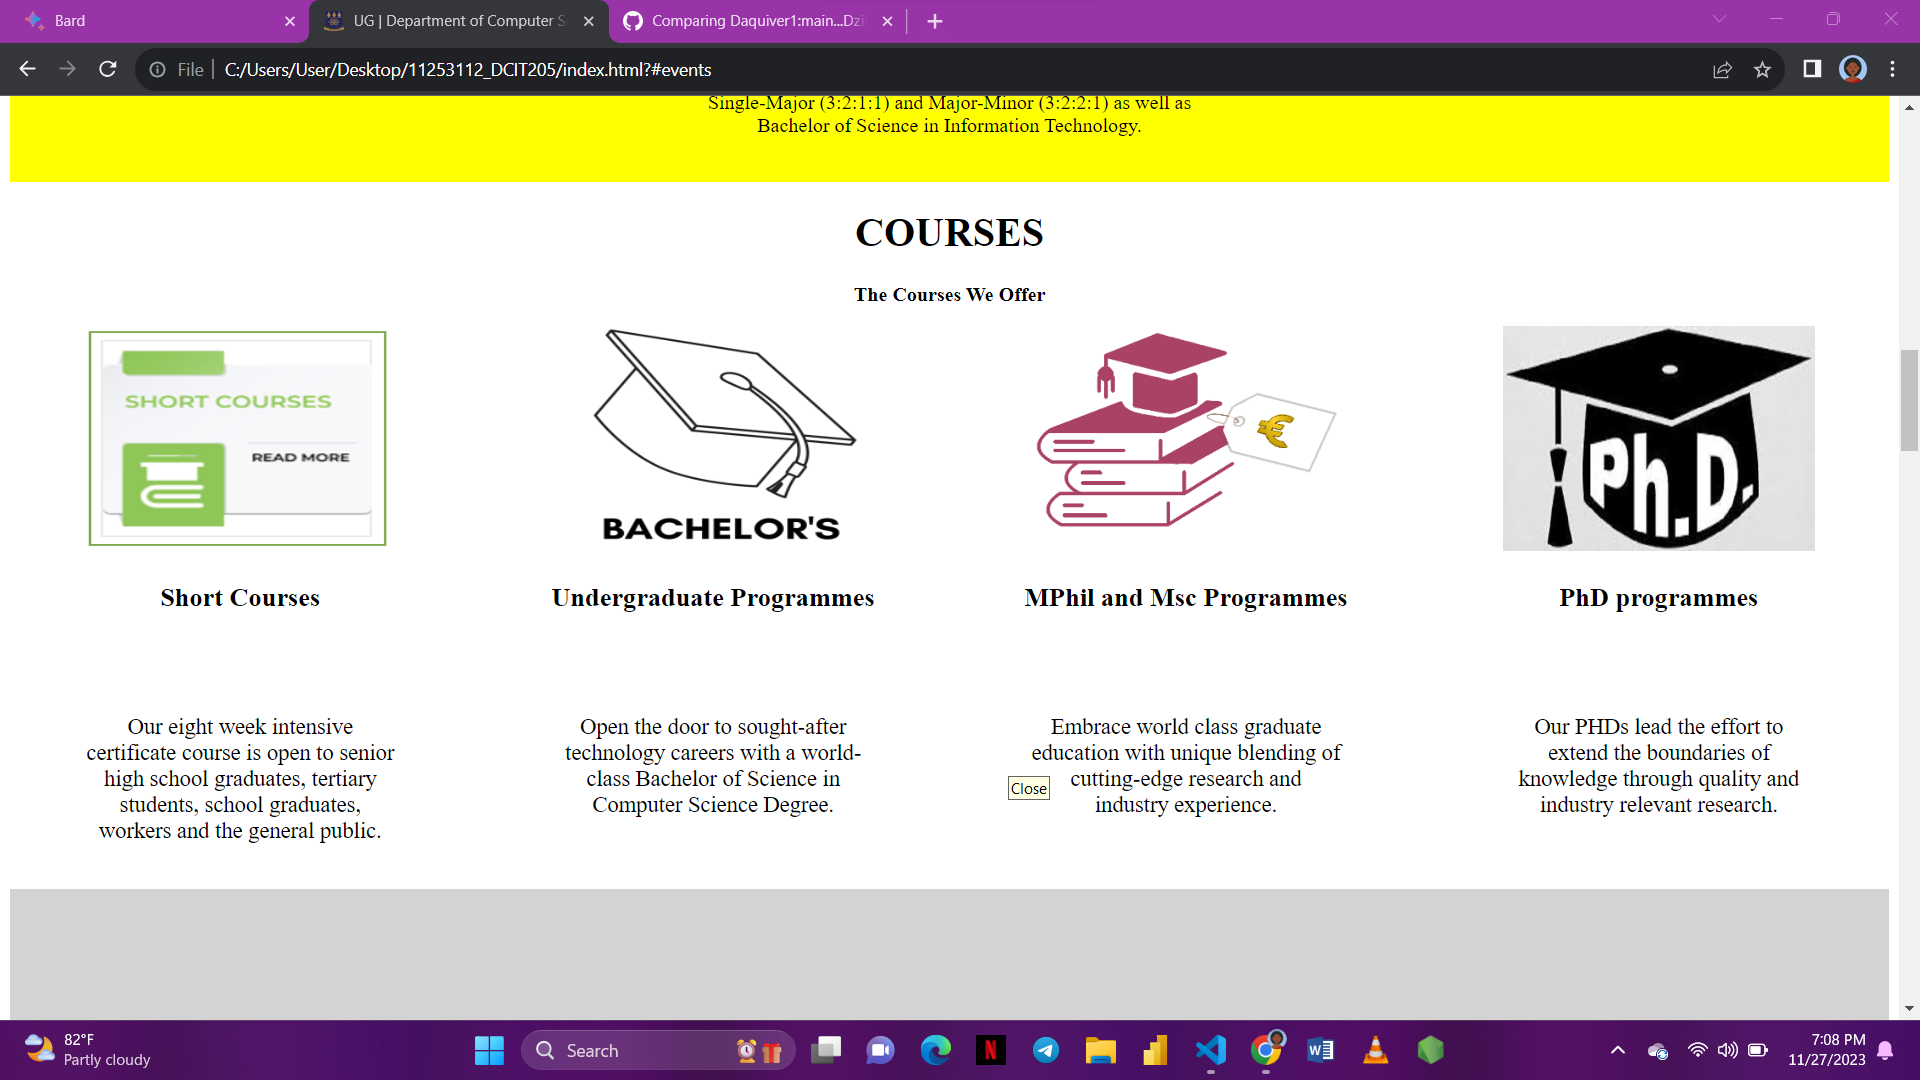 Bard
UG | Department of Computer S
Comparing Daquiver1:main...Dzi
File
C:/Users/User/Desktop/11253112_DCIT205/index.html?#events
Single-Major (3:2:1:1) and Major-Minor (3:2:2:1) as well as
Bachelor of Science in Information Technology.
COURSES
The Courses We Offer
SHORT COURSES
READ MORE
BACHELOR'S
€
Ph.D.
Short Courses
Undergraduate Programmes
MPhil and Msc Programmes
PhD programmes
Our eight week intensive
certificate course is open to senior
high school graduates, tertiary
students, school graduates,
workers and the general public.
Open the door to sought-after
technology careers with a world-
class Bachelor of Science in
Computer Science Degree.
Embrace world class graduate
education with unique blending of
cutting-edge research and
industry experience.
Our PHDs lead the effort to
extend the boundaries of
knowledge through quality and
industry relevant research.
Close
82°F
Partly cloudy
Search
N
W
7:08 PM
11/27/2023